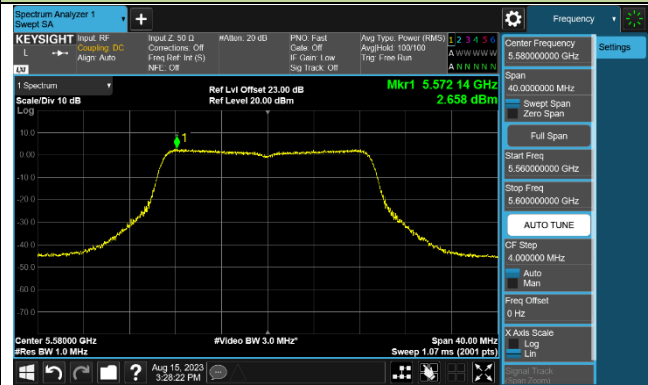 Spectrum Analyzer 1
Swept SA
+
Frequency
KEYSIGHT
L
LXI
Input: RF
Coupling: DC
Align: Auto
Input Z: 50 Ω
Corrections: Off
Freq Ref: Int (S)
NFE: Off
#Atten: 20 dB
PNO: Fast
Gate: Off
IF Gain: Low
Sig Track: Off
Avg Type: Power (RMS)
Avg|Hold: 100/100
Trig: Free Run
1 2 3 4 5 6
A W W W W W
A N N N N N
1 Spectrum
Scale/Div 10 dB
Log
Ref Lvl Offset 23.00 dB
Ref Level 20.00 dBm
Mkr1 5.572 14 GHz
2.658 dBm
1
10.0
0.00
-10.0
-20.0
-30.0
-40.0
-50.0
-60.0
-70.0
Center 5.58000 GHz
#Res BW 1.0 MHz
#Video BW 3.0 MHz*
Span 40.00 MHz
Sweep 1.07 ms (2001 pts)
Aug 15, 2023
3:28:22 PM
?
Center Frequency
5.580000000 GHz
Settings
Span
40.0000000 MHz
Swept Span
Zero Span
Full Span
Start Freq
5.560000000 GHz
Stop Freq
5.600000000 GHz
AUTO TUNE
CF Step
4.000000 MHz
Auto
Man
Freq Offset
0 Hz
X Axis Scale
Log
Lin
Signal Track
(Span Zoom)